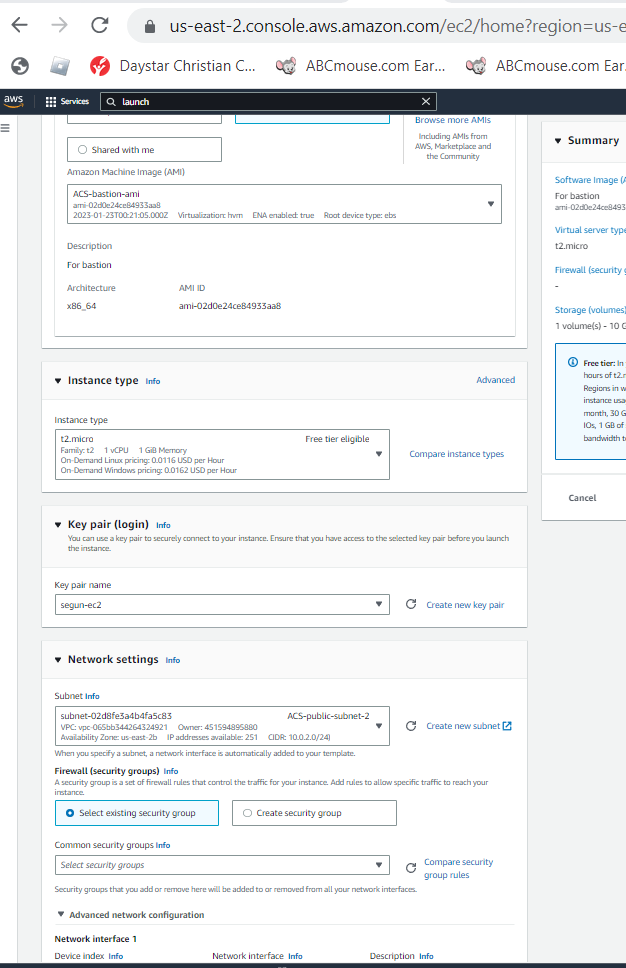 us-east-2.console.aws.amazon.com/ec2/home?region=us-e
Daystar Christian C... ABCmouse.com Ear... ABCmouse.com Ear
aws Services launch
Browse more AMIs
Including AMIs from
AWS, Marketplace and
the Community
Shared with me
Amazon Machine Image (AMI)
ACS-bastion-ami
ami-02d0e24ce84933aa8
2023-01-23T00:21:05.000Z Virtualization: hvm ENA enabled: true Root device type: ebs
Description
For bastion
Architecture AMI ID
x86_64 ami-02d0e24ce84933aa8
Instance type Info Advanced
Instance type
t2.micro Free tier eligible
Family: t2 1 vCPU 1 GiB Memory
On-Demand Linux pricing: 0.0116 USD per Hour
On-Demand Windows pricing: 0.0162 USD per Hour
Compare instance types
Key pair (login) Info
You can use a key pair to securely connect to your instance. Ensure that you have access to the selected key pair before you launch
the instance.
Key pair name
segun-ec2 Create new key pair
Network settings Info
Subnet Info
subnet-02d8fe3a4b4fa5c83 ACS-public-subnet-2
VPC: vpc-065bb344264324921 Owner: 451594895880
Availability Zone: us-east-2b IP addresses available: 251 CIDR: 10.0.2.0/24)
Create new subnet
When you specify a subnet, a network interface is automatically added to your template.
Firewall (security groups) Info
A security group is a set of firewall rules that control the traffic for your instance. Add rules to allow specific traffic to reach your
instance.
Select existing security group Create security group
Common security groups Info
Select security groups
Compare security
group rules
Security groups that you add or remove here will be added to or removed from all your network interfaces.
Advanced network configuration
Network interface 1
Device index Info Network interface Info Description Info
Summary
Software Image (A
For bastion
ami-02d0e24ce8493
Virtual server type
t2.micro
Firewall (security g
-
Storage (volumes)
1 volume(s) - 10 G
Free tier: In
hours of t2.
Regions in w
instance usa
month, 30 G
IOs, 1 GB of
bandwidth t
Cancel